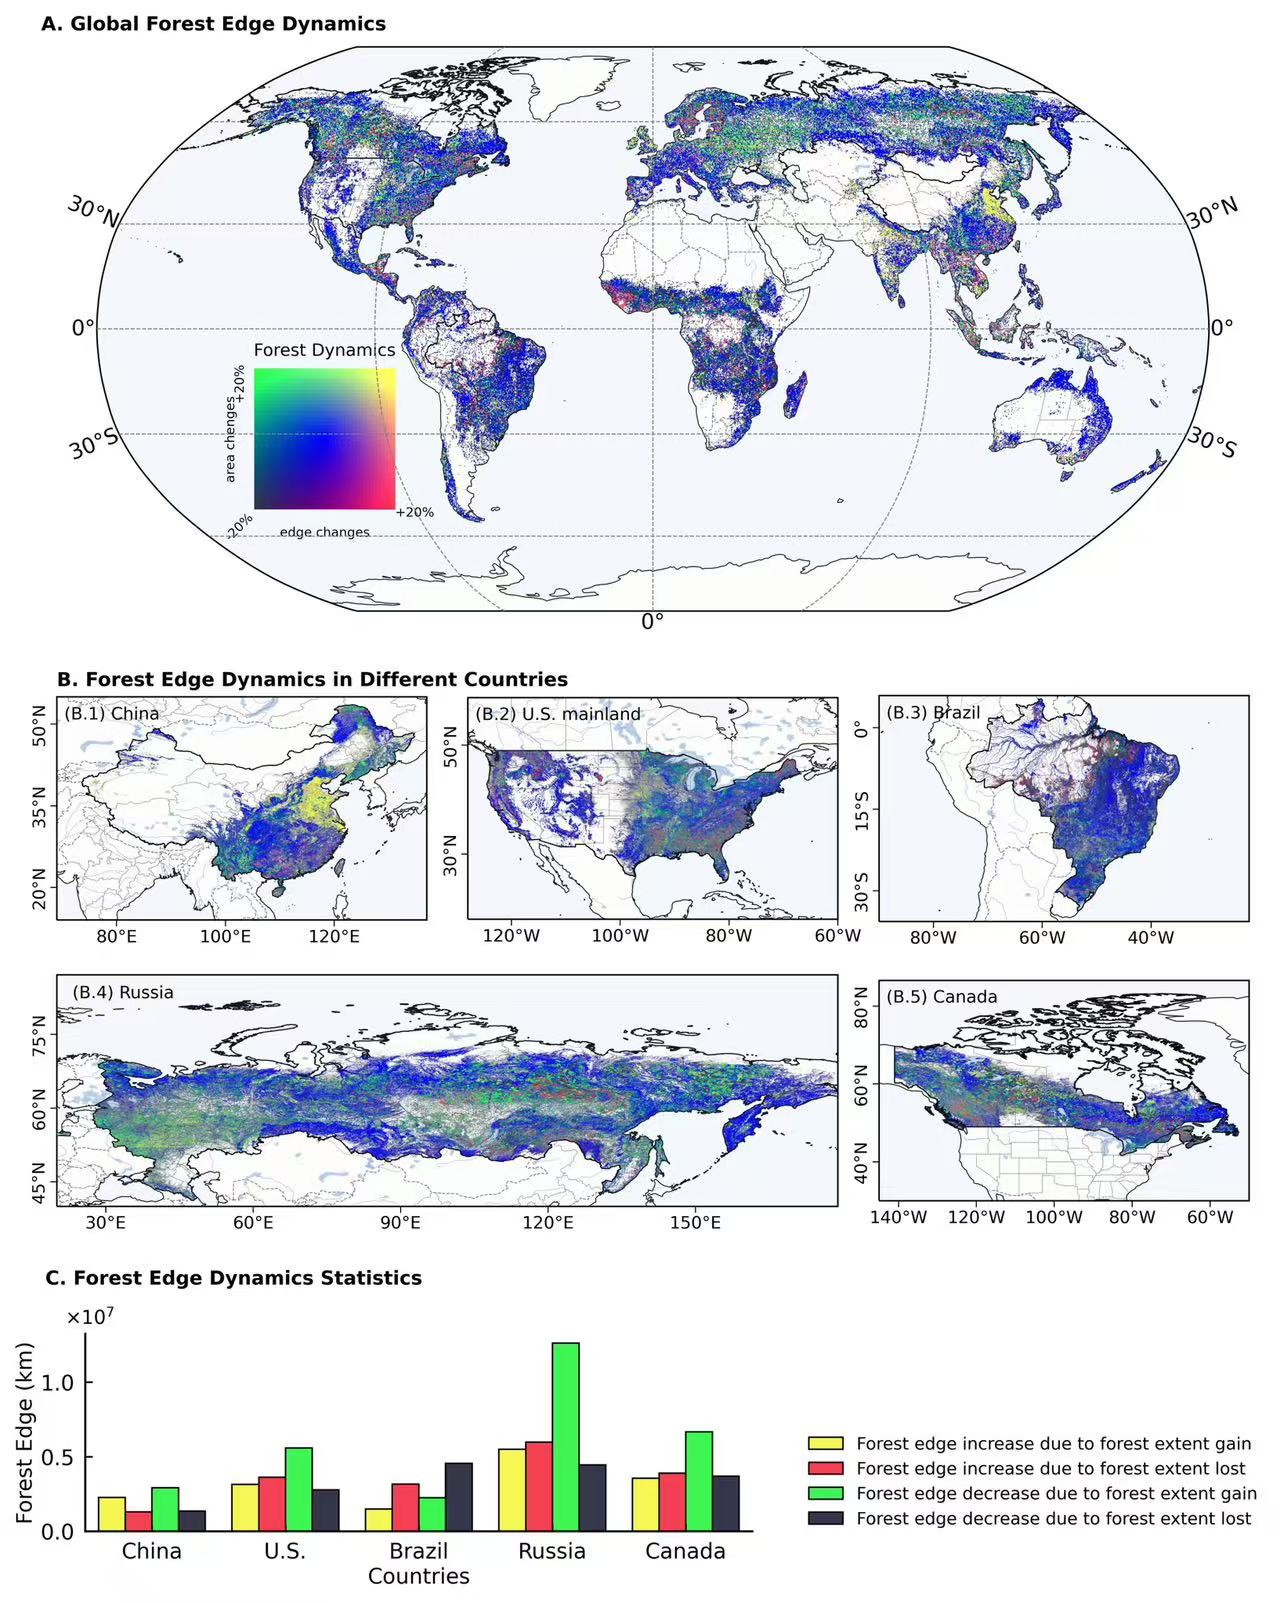 A. Global Forest Edge Dynamics
30°N
30°N
0°
0°
30°S
30°S
0°
Forest Dynamics
+20%
area chenges
-20%
+20%
edge changes
B. Forest Edge Dynamics in Different Countries
(B.1) China
50°N
35°N
20°N
80°E 100°E 120°E
(B.2) U.S. mainland
50°N
30°N
120°W 100°W 80°W 60°W
(B.3) Brazil
0°
15°S
30°S
80°W 60°W 40°W
(B.4) Russia
75°N
60°N
45°N
30°E 60°E 90°E 120°E 150°E
(B.5) Canada
80°N
60°N
40°N
140°W 120°W 100°W 80°W 60°W
C. Forest Edge Dynamics Statistics
×10⁷
Forest Edge (km)
1.0
0.5
0.0
China U.S. Brazil Russia Canada
Countries
Forest edge increase due to forest extent gain
Forest edge increase due to forest extent lost
Forest edge decrease due to forest extent gain
Forest edge decrease due to forest extent lost